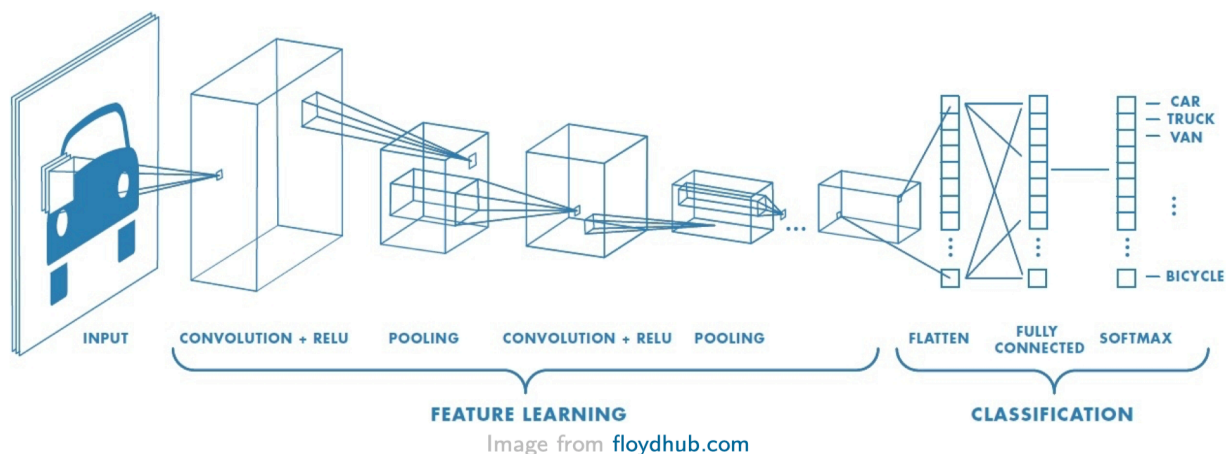 CAR
TRUCK
VAN
BICYCLE
INPUT
CONVOLUTION + RELU
POOLING
CONVOLUTION + RELU
POOLING
FLATTEN
FULLY
CONNECTED
SOFTMAX
FEATURE LEARNING
CLASSIFICATION
Image from floydhub.com